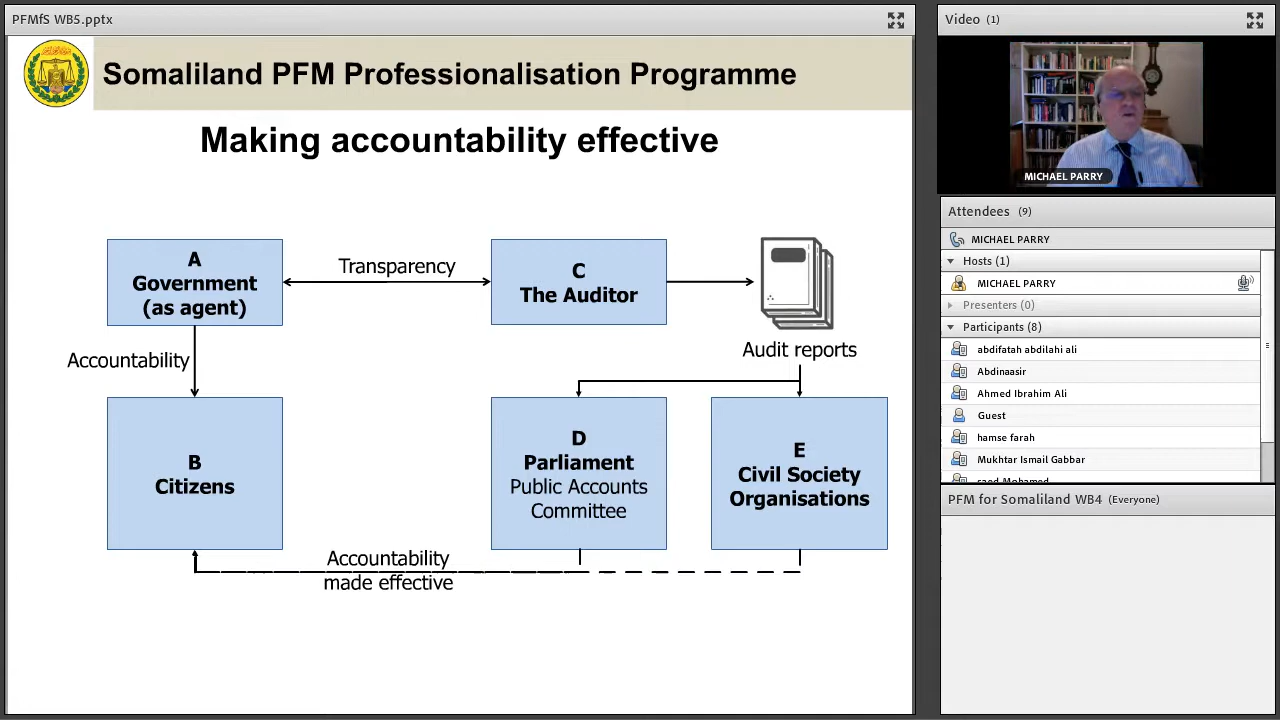 PFMfS WB5.pptx
Somaliland PFM Professionalisation Programme
Making accountability effective
A
Government
(as agent)
Transparency
C
The Auditor
Audit reports
Accountability
B
Citizens
D
Parliament
Public Accounts
Committee
E
Civil Society
Organisations
Accountability
made effective
Video (1)
MICHAEL PARRY
Attendees (9)
MICHAEL PARRY
Hosts (1)
MICHAEL PARRY
Presenters (0)
Participants (8)
abdifatah abdilahi ali
Abdinaasir
Ahmed Ibrahim Ali
Guest
hamse farah
Mukhtar Ismail Gabbar
saed Mohamed
PFM for Somaliland WB4 (Everyone)